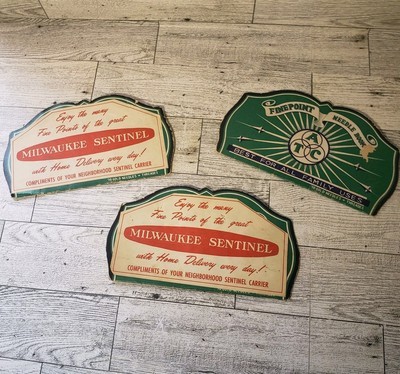 Enjoy the many
Fine Points of the great
MILWAUKEE SENTINEL
with Home Delivery every day!
COMPLIMENTS OF YOUR NEIGHBORHOOD SENTINEL CARRIER
FINEPOINT
NEEDLE BOOK
A
T C
BEST FOR ALL FAMILY USES
Enjoy the many
Fine Points of the great
MILWAUKEE SENTINEL
with Home Delivery every day!
COMPLIMENTS OF YOUR NEIGHBORHOOD SENTINEL CARRIER